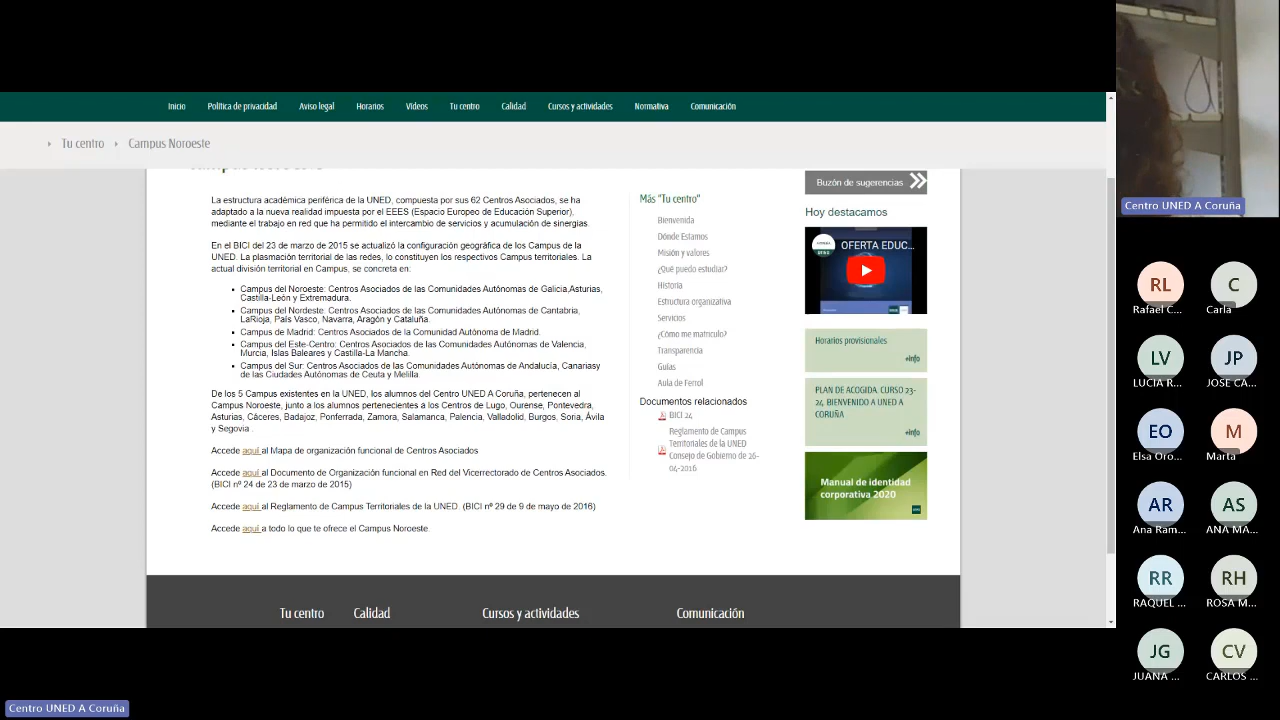 Inicio Política de privacidad Aviso legal Horarios Vídeos Tu centro Calidad Cursos y actividades Normativa Comunicación
Tu centro Campus Noroeste
La estructura académica periférica de la UNED, compuesta por sus 62 Centros Asociados, se ha
adaptado a la nueva realidad impuesta por el EEES (Espacio Europeo de Educación Superior),
mediante el trabajo en red que ha permitido el intercambio de servicios y acumulación de sinergias.
En el BICI del 23 de marzo de 2015 se actualizó la configuración geográfica de los Campus de la
UNED. La plasmación territorial de las redes, lo constituyen los respectivos Campus territoriales. La
actual división territorial en Campus, se concreta en:
Campus del Noroeste: Centros Asociados de las Comunidades Autónomas de Galicia,Asturias,
Castilla-León y Extremadura.
Campus del Nordeste: Centros Asociados de las Comunidades Autónomas de Cantabria,
LaRioja, País Vasco, Navarra, Aragón y Cataluña.
Campus de Madrid: Centros Asociados de la Comunidad Autónoma de Madrid.
Campus del Este-Centro: Centros Asociados de las Comunidades Autónomas de Valencia,
Murcia, Islas Baleares y Castilla-La Mancha.
Campus del Sur: Centros Asociados de las Comunidades Autónomas de Andalucía, Canariasy
de las Ciudades Autónomas de Ceuta y Melilla.
De los 5 Campus existentes en la UNED, los alumnos del Centro UNED A Coruña, pertenecen al
Campus Noroeste, junto a los alumnos pertenecientes a los Centros de Lugo, Ourense, Pontevedra,
Asturias, Cáceres, Badajoz, Ponferrada, Zamora, Salamanca, Palencia, Valladolid, Burgos, Soria, Ávila
y Segovia .
Accede aquí al Mapa de organización funcional de Centros Asociados
Accede aquí al Documento de Organización funcional en Red del Vicerrectorado de Centros Asociados.
(BICI nº 24 de 23 de marzo de 2015)
Accede aquí al Reglamento de Campus Territoriales de la UNED. (BICI nº 29 de 9 de mayo de 2016)
Accede aquí a todo lo que te ofrece el Campus Noroeste.
Más "Tu centro"
Bienvenida
Dónde Estamos
Misión y valores
¿Qué puedo estudiar?
Historia
Estructura organizativa
Servicios
¿Cómo me matriculo?
Transparencia
Guías
Aula de Ferrol
Documentos relacionados
BICI 24
Reglamento de Campus
Territoriales de la UNED
Consejo de Gobierno de 26-
04-2016
Buzón de sugerencias
Hoy destacamos
OFERTA EDUC...
Horarios provisionales
+info
PLAN DE ACOGIDA. CURSO 23-
24. BIENVENIDO A UNED A
CORUÑA
+info
Manual de identidad
corporativa 2020
Tu centro Calidad Cursos y actividades Comunicación
Centro UNED A Coruña
RL C
Rafael C... Carla
LV JP
LUCIA R... JOSE CA...
EO M
Elsa Oro... Marta
AR AS
Ana Ram... ANA MA...
RR RH
RAQUEL ... ROSA M...
JG CV
JUANA ... CARLOS ...
Centro UNED A Coruña